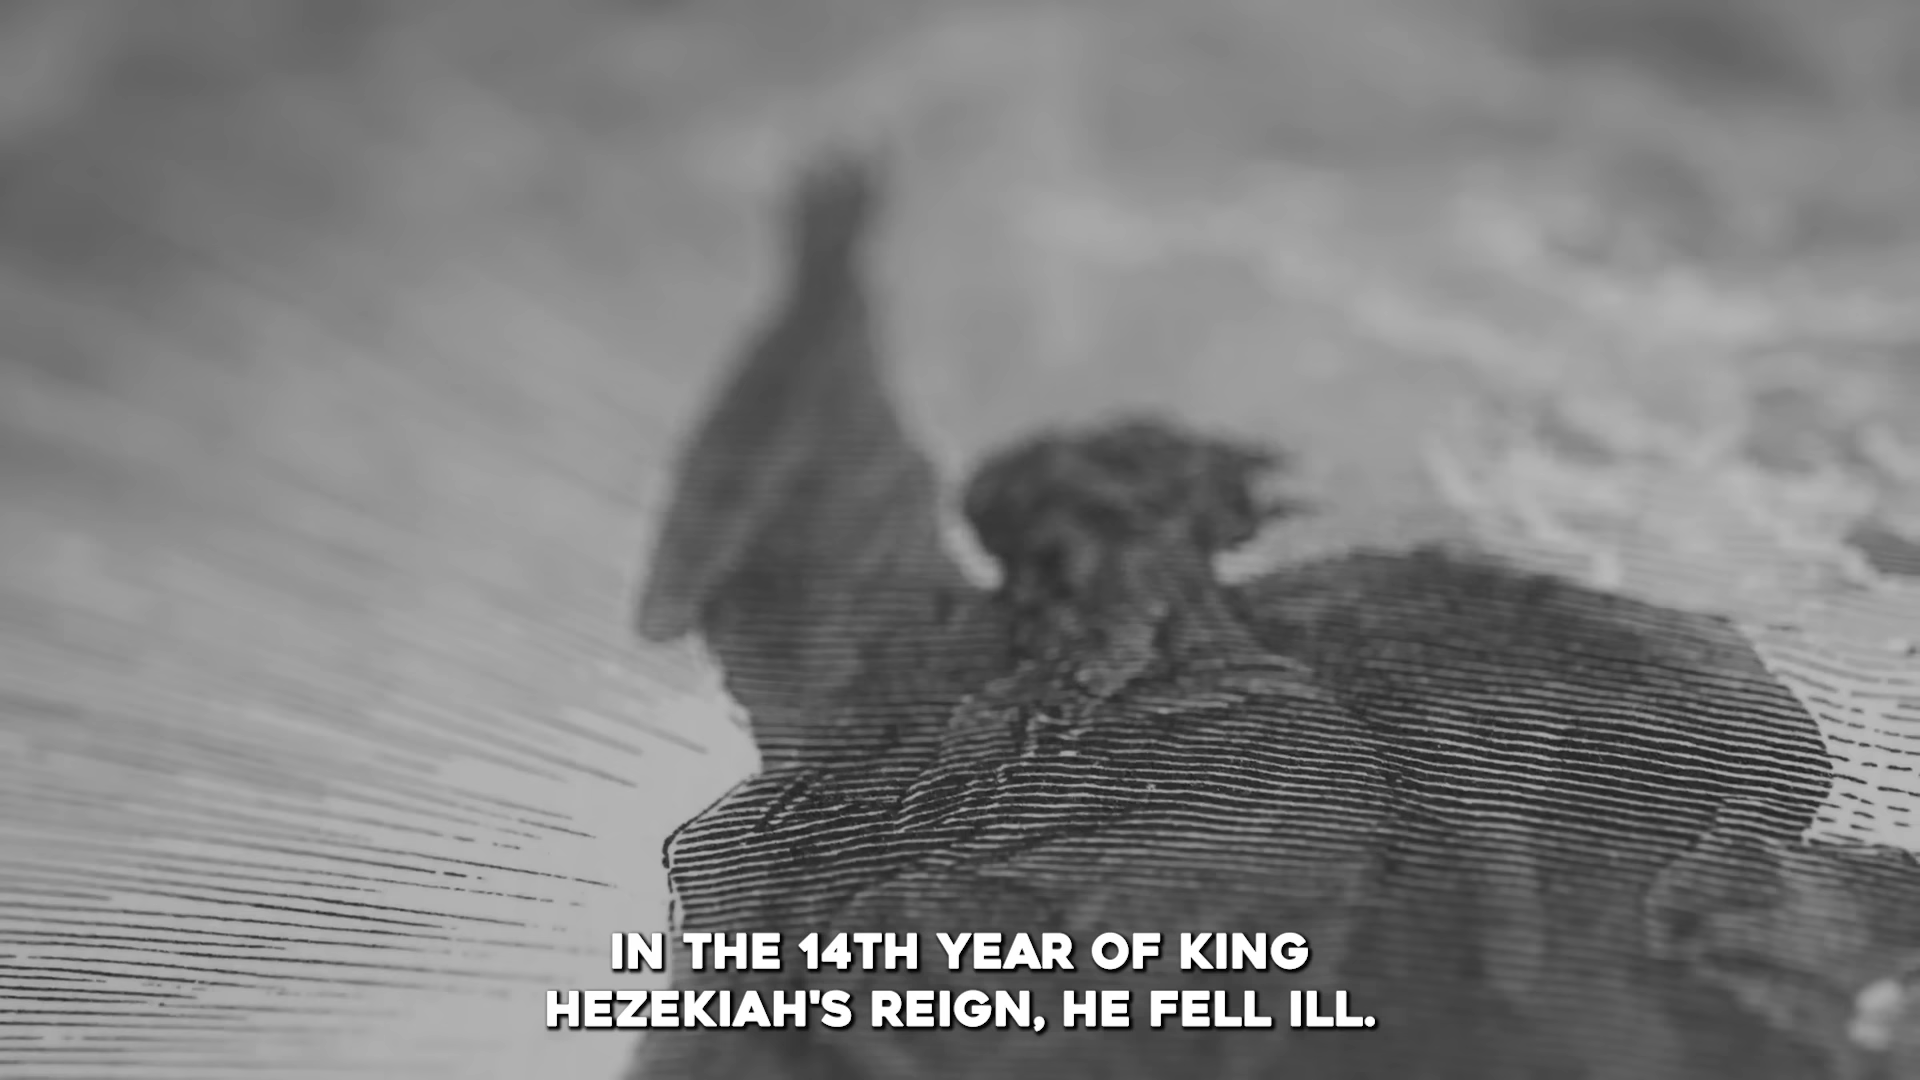 IN THE 14TH YEAR OF KING
HEZEKIAH'S REIGN, HE FELL ILL.